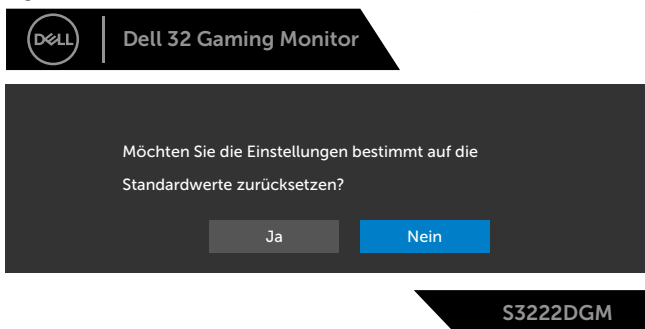 DELL
Dell 32 Gaming Monitor
Möchten Sie die Einstellungen bestimmt auf die
Standardwerte zurücksetzen?
Ja
Nein
S3222DGM